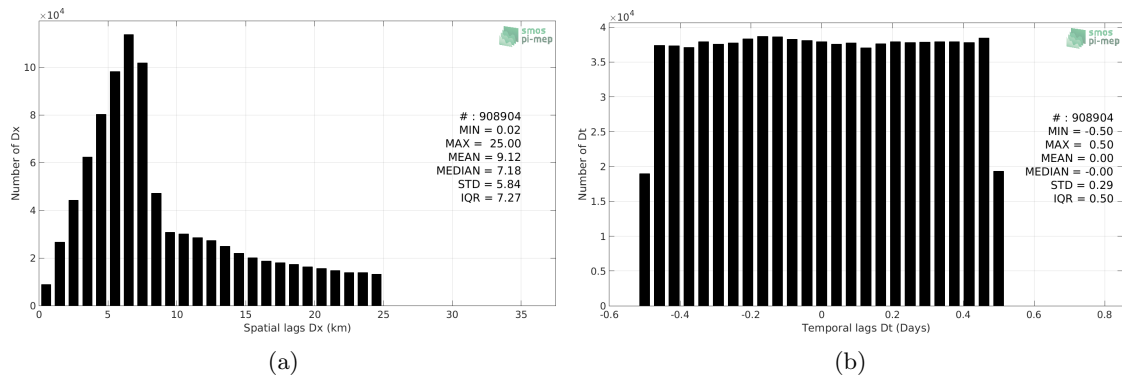 ×10⁴
10
8
6
4
2
0
Number of Dx
0 5 10 15 20 25 30 35
Spatial lags Dx (km)
smos
pi-mep
# : 908904
MIN = 0.02
MAX = 25.00
MEAN = 9.12
MEDIAN = 7.18
STD = 5.84
IQR = 7.27
(a)
×10⁴
4
3.5
3
2.5
2
1.5
1
0.5
0
Number of Dt
-0.6 -0.4 -0.2 0 0.2 0.4 0.6 0.8
Temporal lags Dt (Days)
smos
pi-mep
# : 908904
MIN = -0.50
MAX = 0.50
MEAN = 0.00
MEDIAN = -0.00
STD = 0.29
IQR = 0.50
(b)